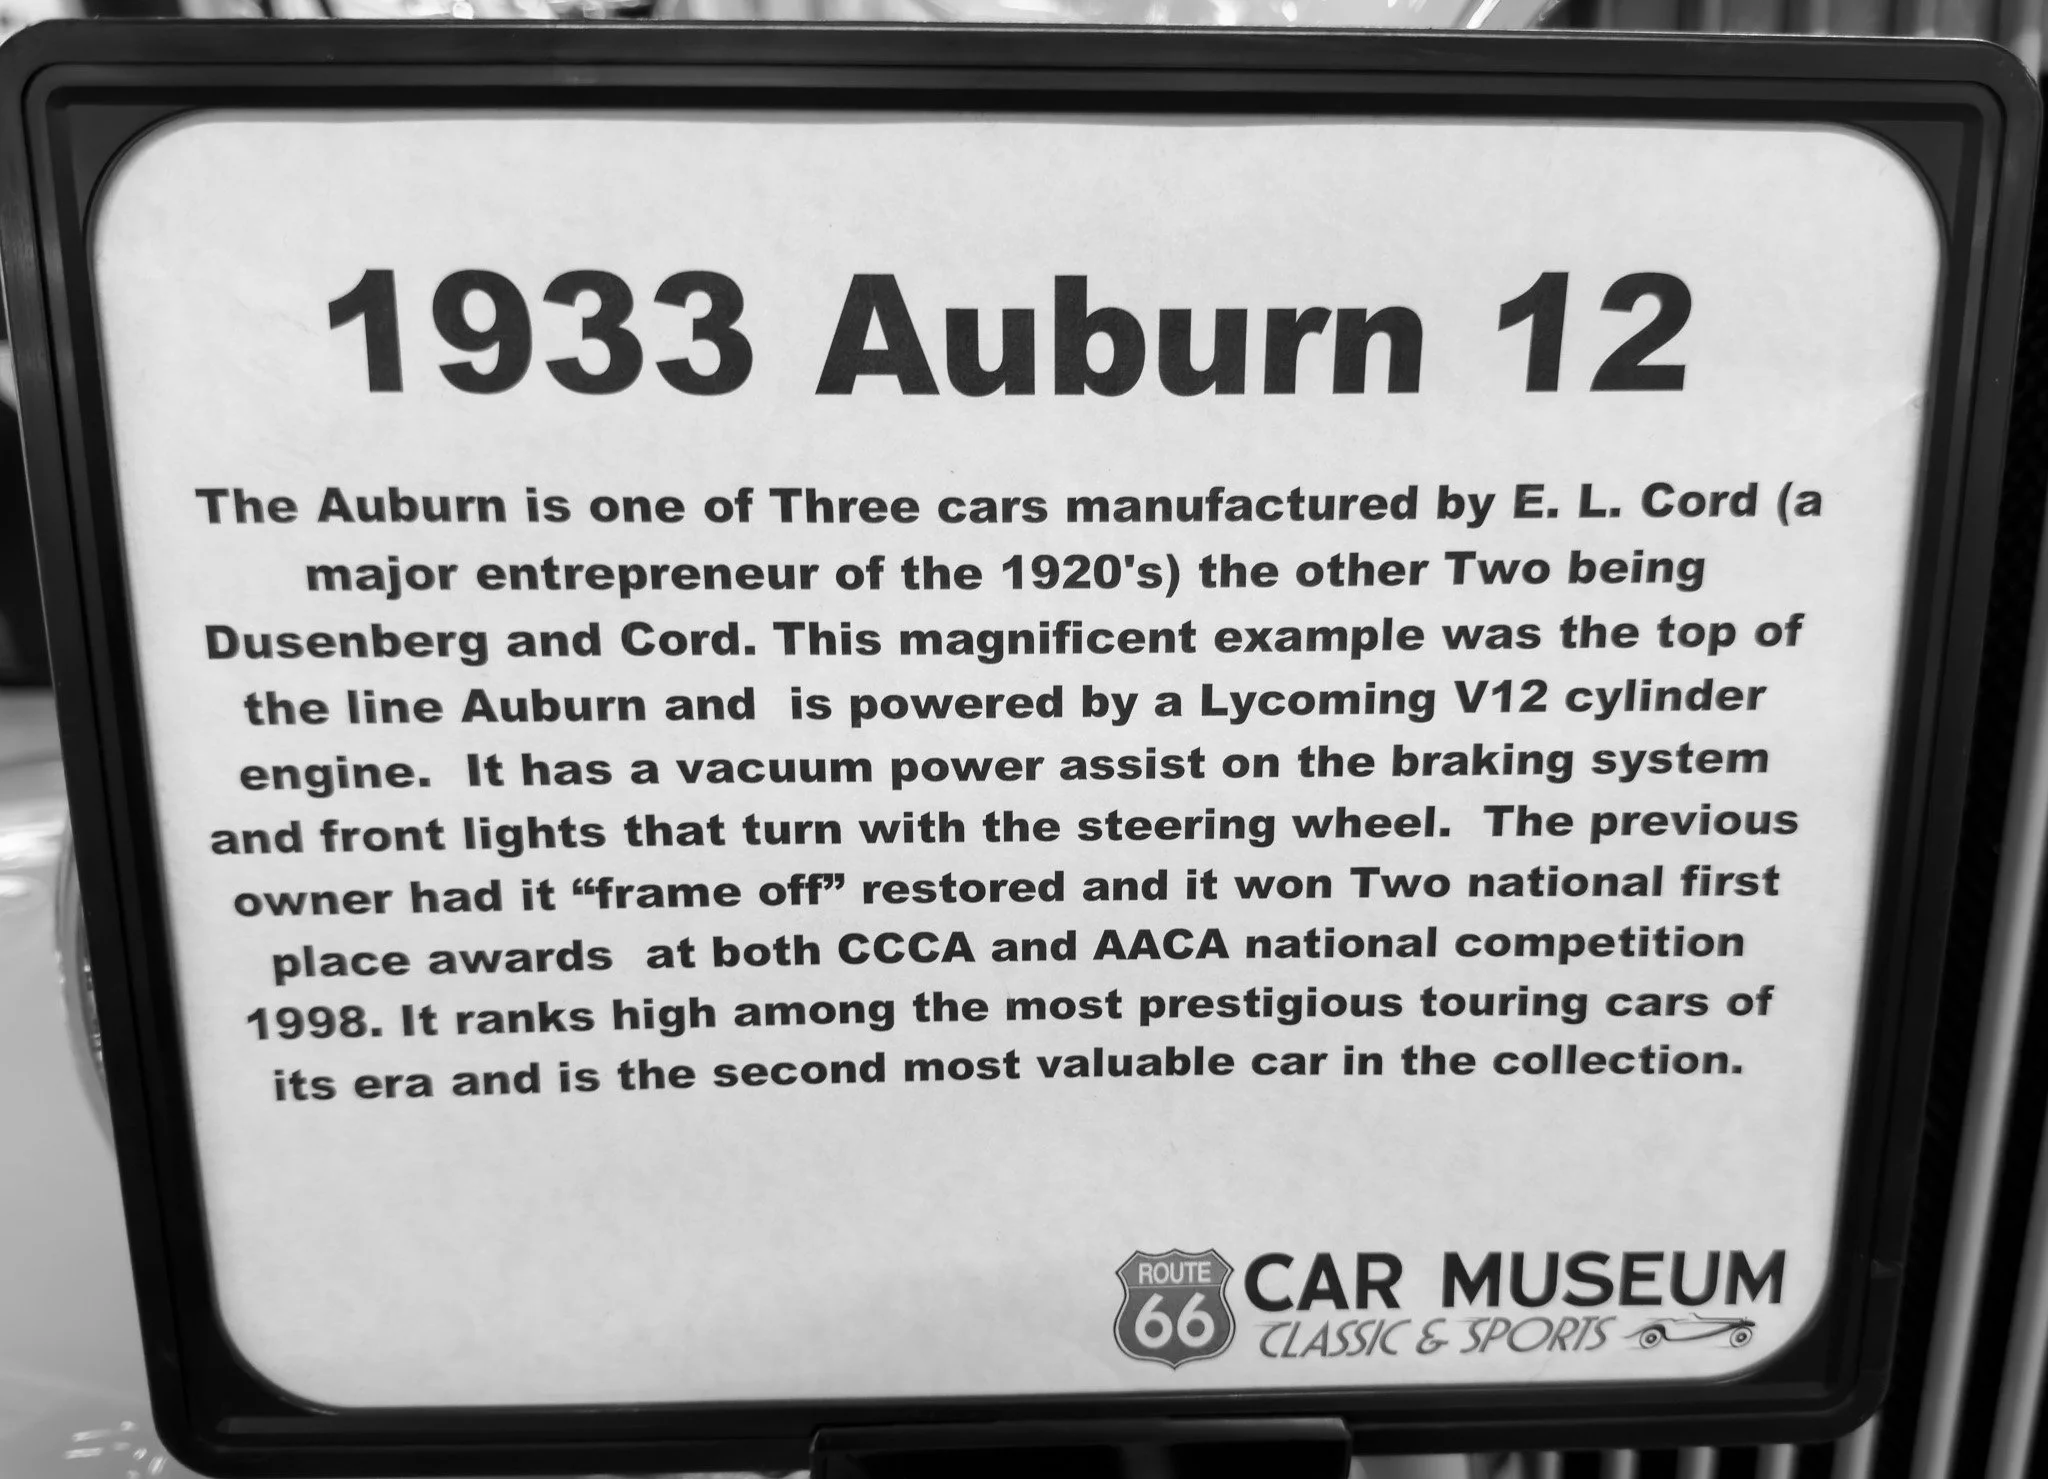 1933 Auburn 12
The Auburn is one of Three cars manufactured by E. L. Cord (a
major entrepreneur of the 1920's) the other Two being
Dusenberg and Cord. This magnificent example was the top of
the line Auburn and  is powered by a Lycoming V12 cylinder
engine.  It has a vacuum power assist on the braking system
and front lights that turn with the steering wheel.  The previous
owner had it “frame off” restored and it won Two national first
place awards  at both CCCA and AACA national competition
1998. It ranks high among the most prestigious touring cars of
its era and is the second most valuable car in the collection.
ROUTE
66
CAR MUSEUM
CLASSIC & SPORTS